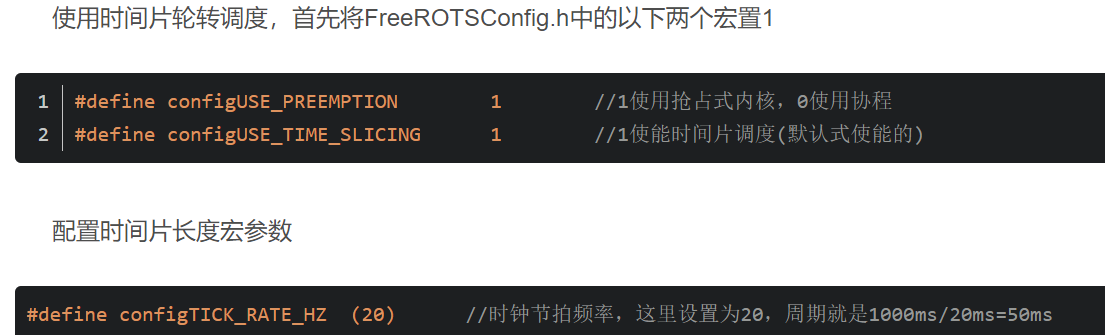 使用时间片轮转调度，首先将FreeROTSConfig.h中的以下两个宏置1
1 #define configUSE_PREEMPTION 1 //1使用抢占式内核，0使用协程
2 #define configUSE_TIME_SLICING 1 //1使能时间片调度(默认式使能的)
配置时间片长度宏参数
#define configTICK_RATE_HZ (20) //时钟节拍频率，这里设置为20，周期就是1000ms/20ms=50ms